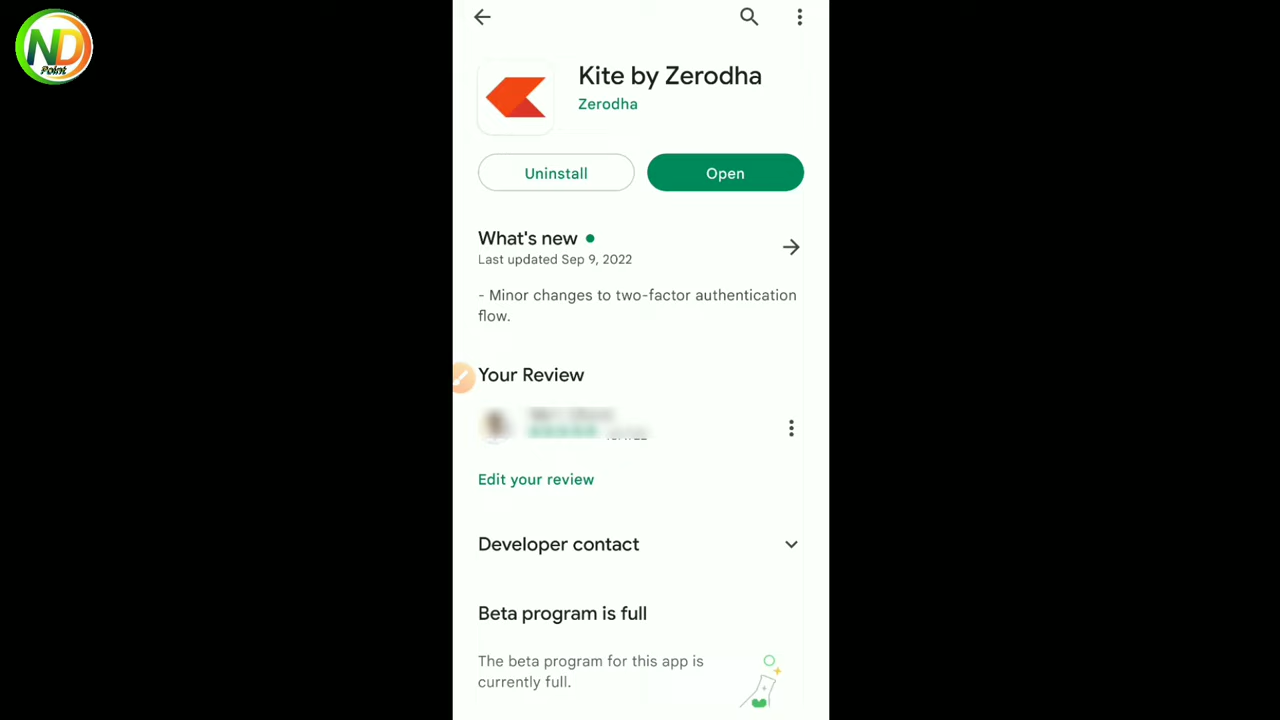 ND
Point
Kite by Zerodha
Zerodha
Uninstall
Open
What's new
Last updated Sep 9, 2022
- Minor changes to two-factor authentication
flow.
Your Review
Edit your review
Developer contact
Beta program is full
The beta program for this app is
currently full.